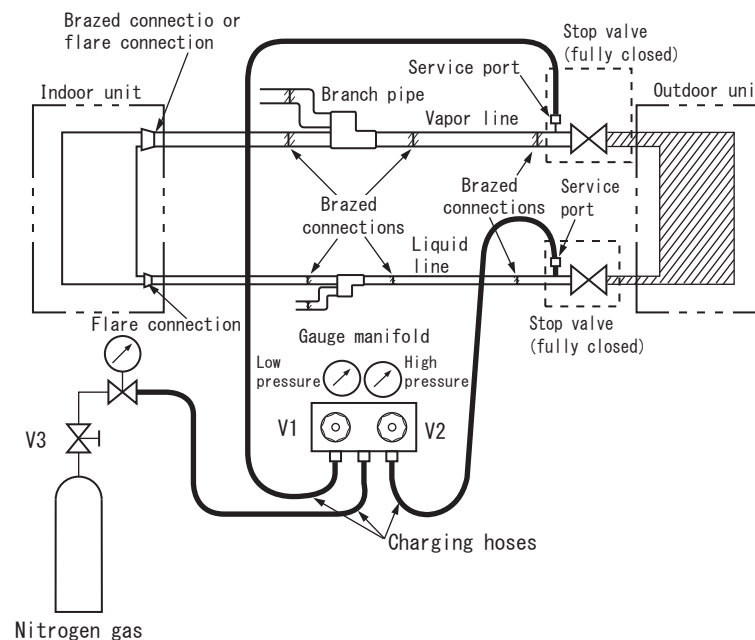 Brazed connectio or
flare connection
Stop valve
(fully closed)
Service port
Indoor unit
Branch pipe
Vapor line
Outdoor unit
Brazed
connections
Brazed
connections
Service
port
Liquid
line
Flare connection
Gauge manifold
Stop valve
(fully closed)
Low
pressure
High
pressure
V3
V1
V2
Charging hoses
Nitrogen gas